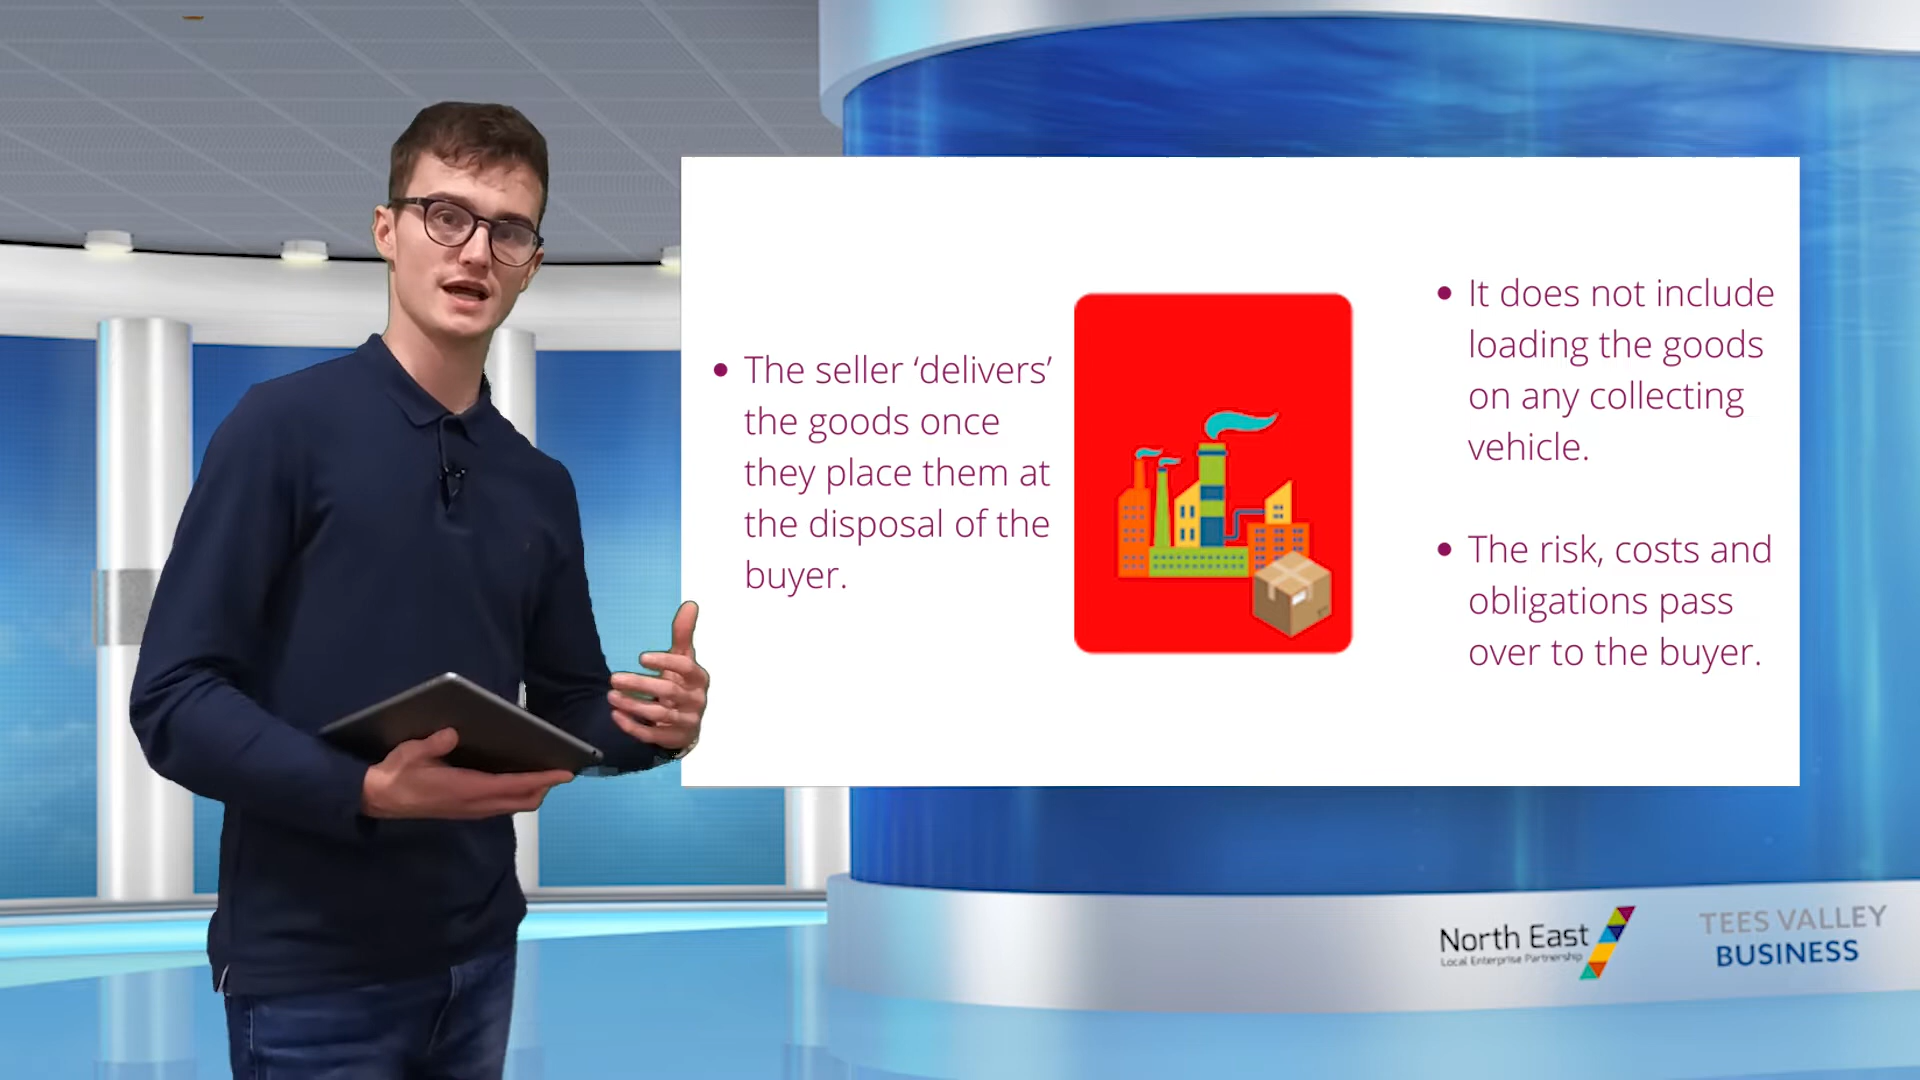 • The seller ‘delivers’
the goods once
they place them at
the disposal of the
buyer.
• It does not include
loading the goods
on any collecting
vehicle.
• The risk, costs and
obligations pass
over to the buyer.
North East
Local Enterprise Partnership
TEES VALLEY
BUSINESS